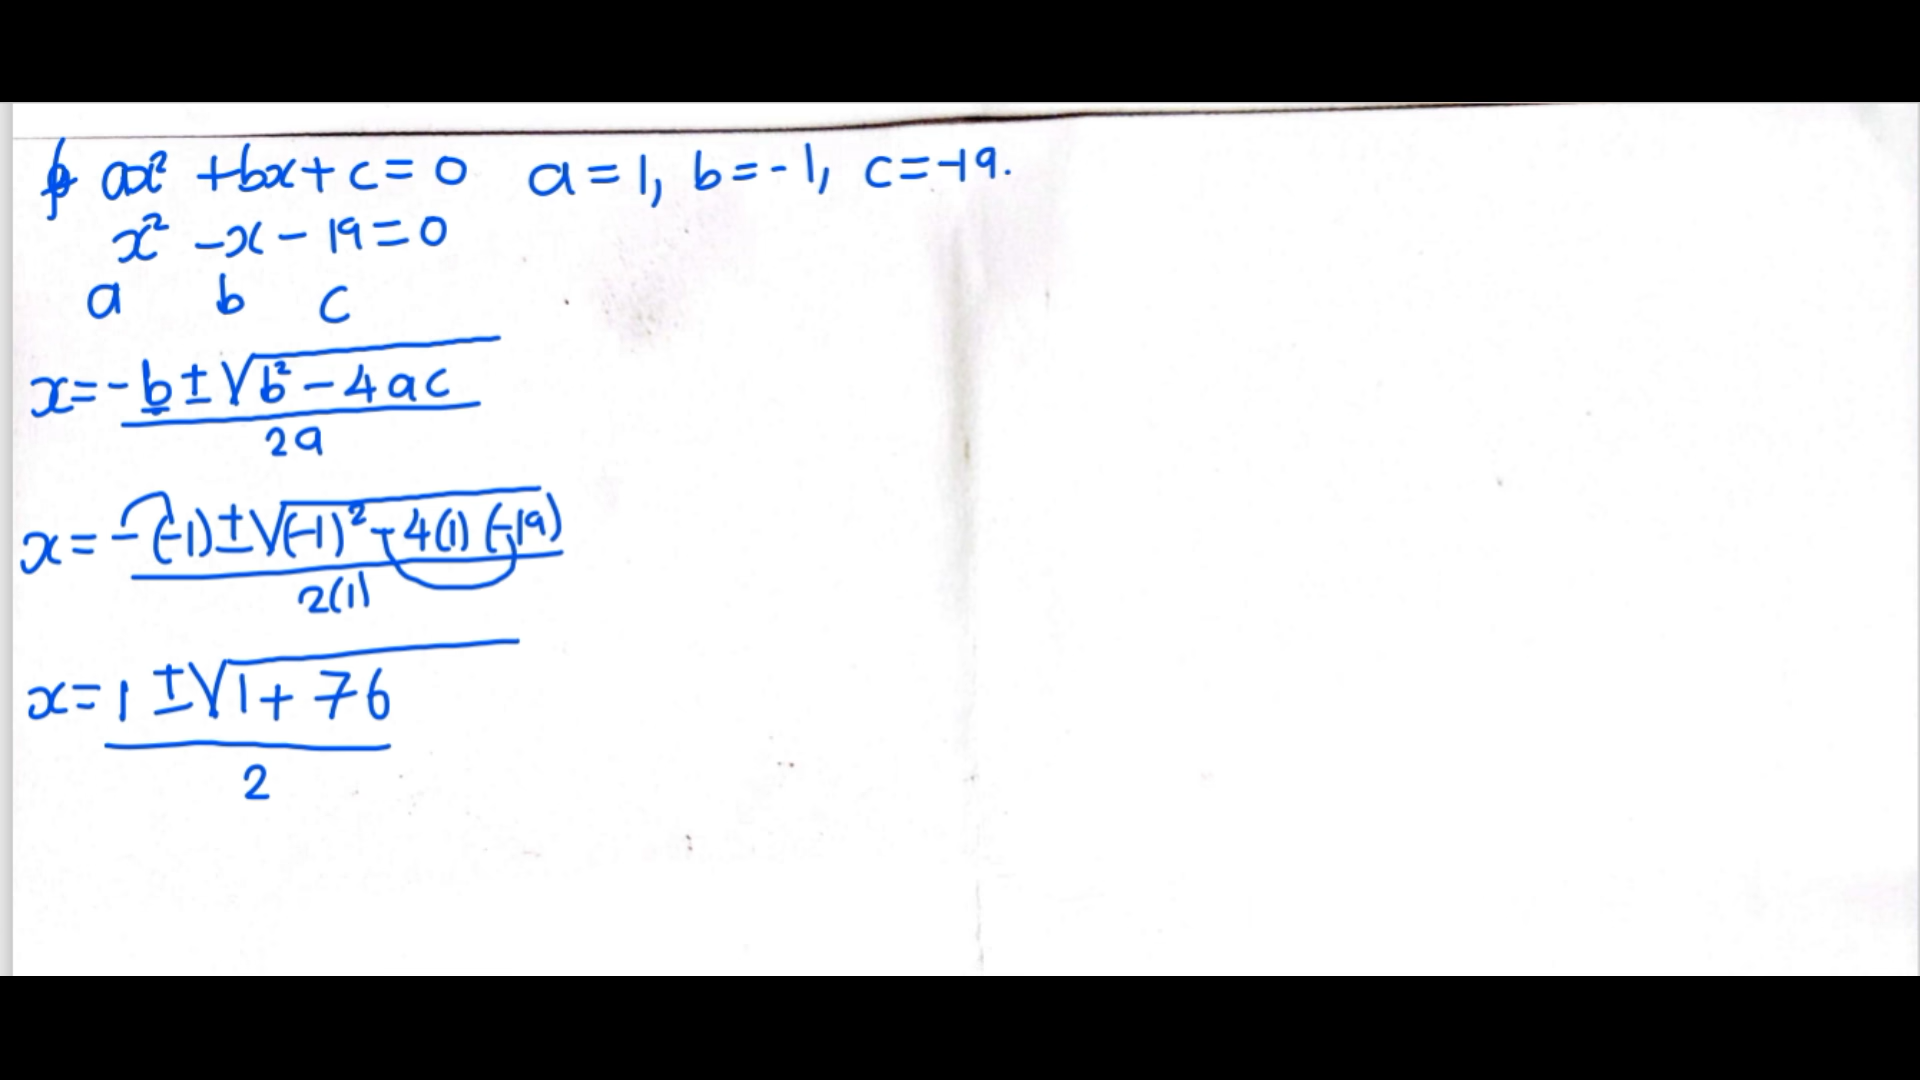 ax² + bx + c = 0 a = 1, b = -1, c = -19.
x² - x - 19 = 0
a b c
x = -b ± √b² - 4ac
2a
x = -(-1) ± √(-1)² - 4(1)(-19)
2(1)
x = 1 ± √1 + 76
2